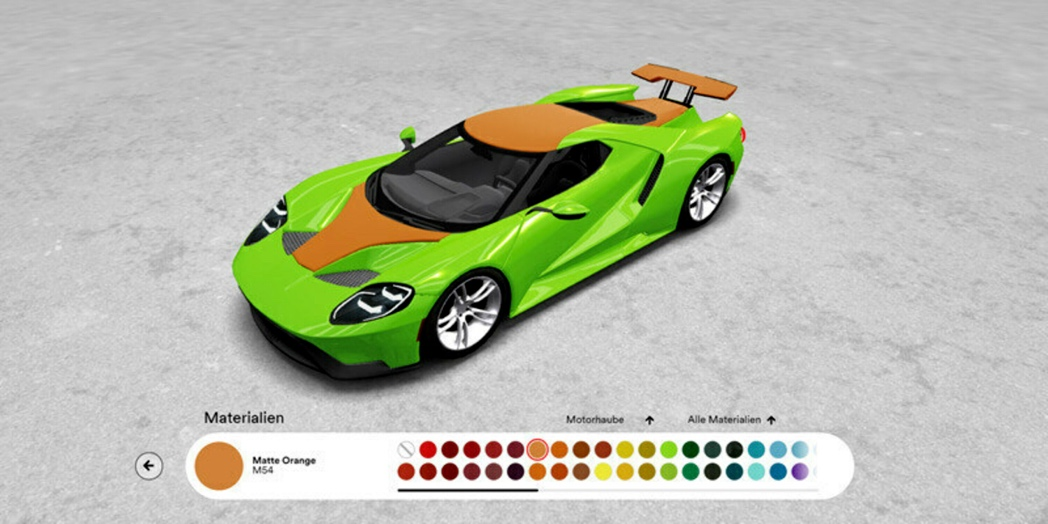 Materialien
Motorhaube
Alle Materialien
Matte Orange
M54